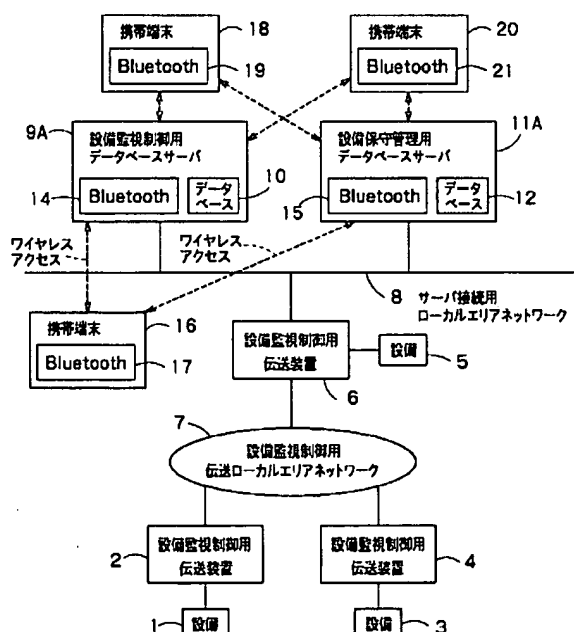 携帯端末
18
Bluetooth
19
携帯端末
20
Bluetooth
21
9A
設備監視制御用
データベースサーバ
14
Bluetooth
10
データ
ベース
設備保守管理用
データベースサーバ
11A
15
Bluetooth
データ
ベース
12
ワイヤレス
アクセス
ワイヤレス
アクセス
8
サーバ接続用
ローカルエリアネットワーク
携帯端末
16
Bluetooth
17
設備監視制御用
伝送装置
6
設備
5
7
設備監視制御用
伝送ローカルエリアネットワーク
2
設備監視制御用
伝送装置
設備監視制御用
伝送装置
4
1
設備
設備
3